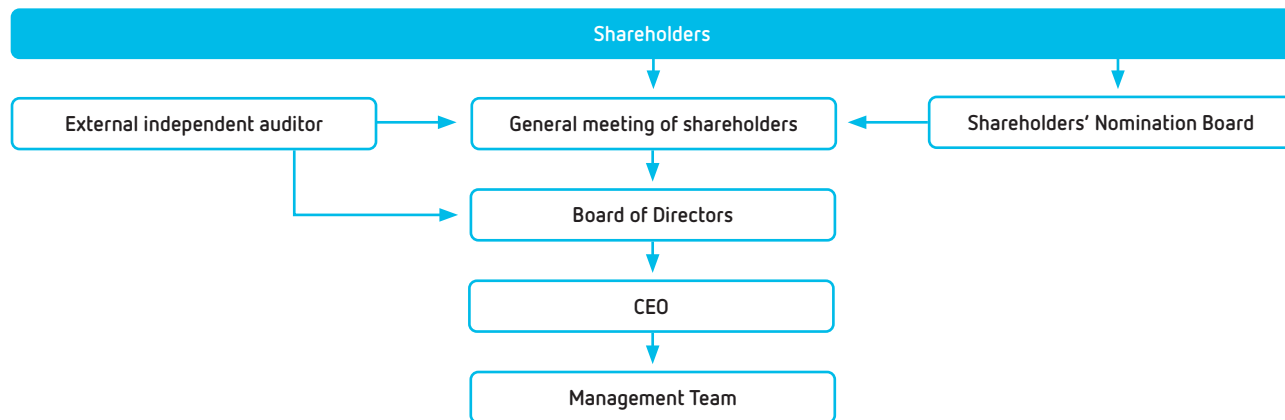 Shareholders
External independent auditor
General meeting of shareholders
Shareholders’ Nomination Board
Board of Directors
CEO
Management Team